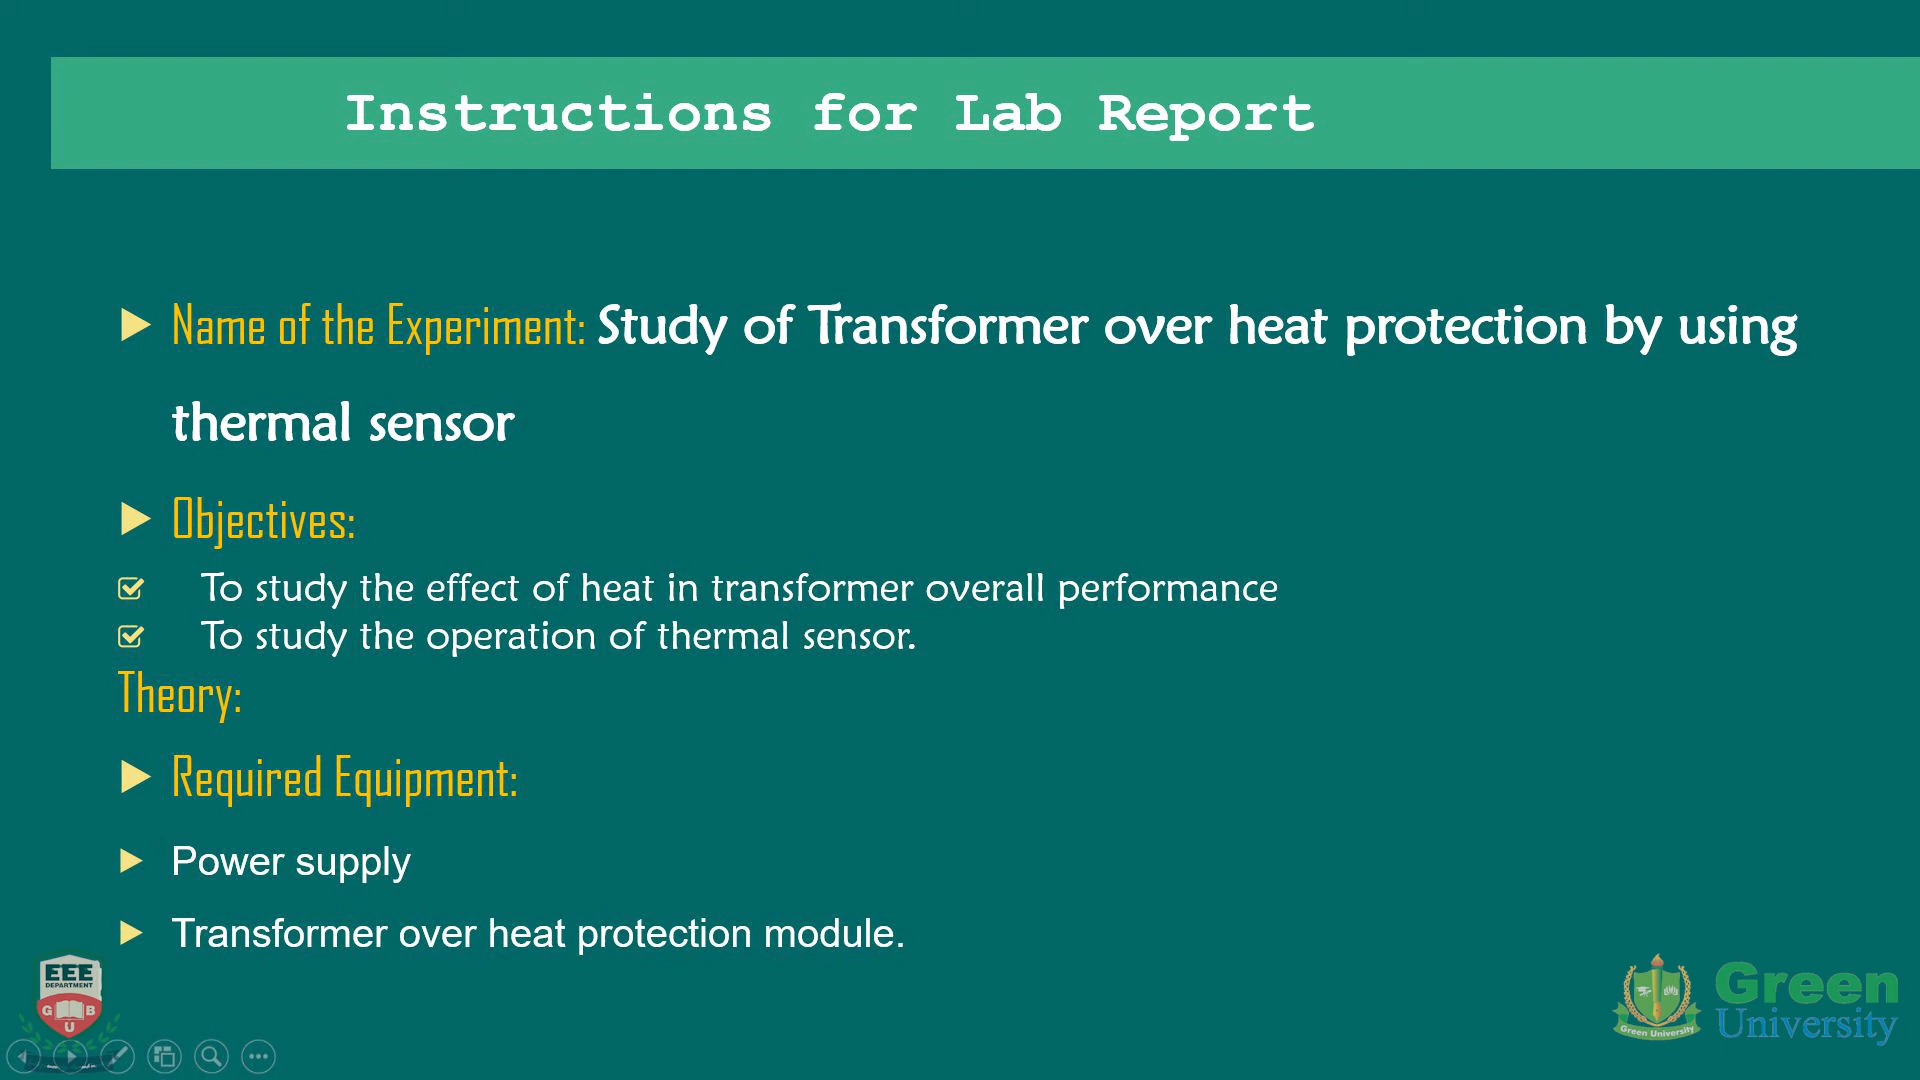 Instructions for Lab Report
Name of the Experiment: Study of Transformer over heat protection by using
thermal sensor
Objectives:
To study the effect of heat in transformer overall performance
To study the operation of thermal sensor.
Theory:
Required Equipment:
Power supply
Transformer over heat protection module.
EEE
DEPARTMENT
G B
U
Green University
Green
University